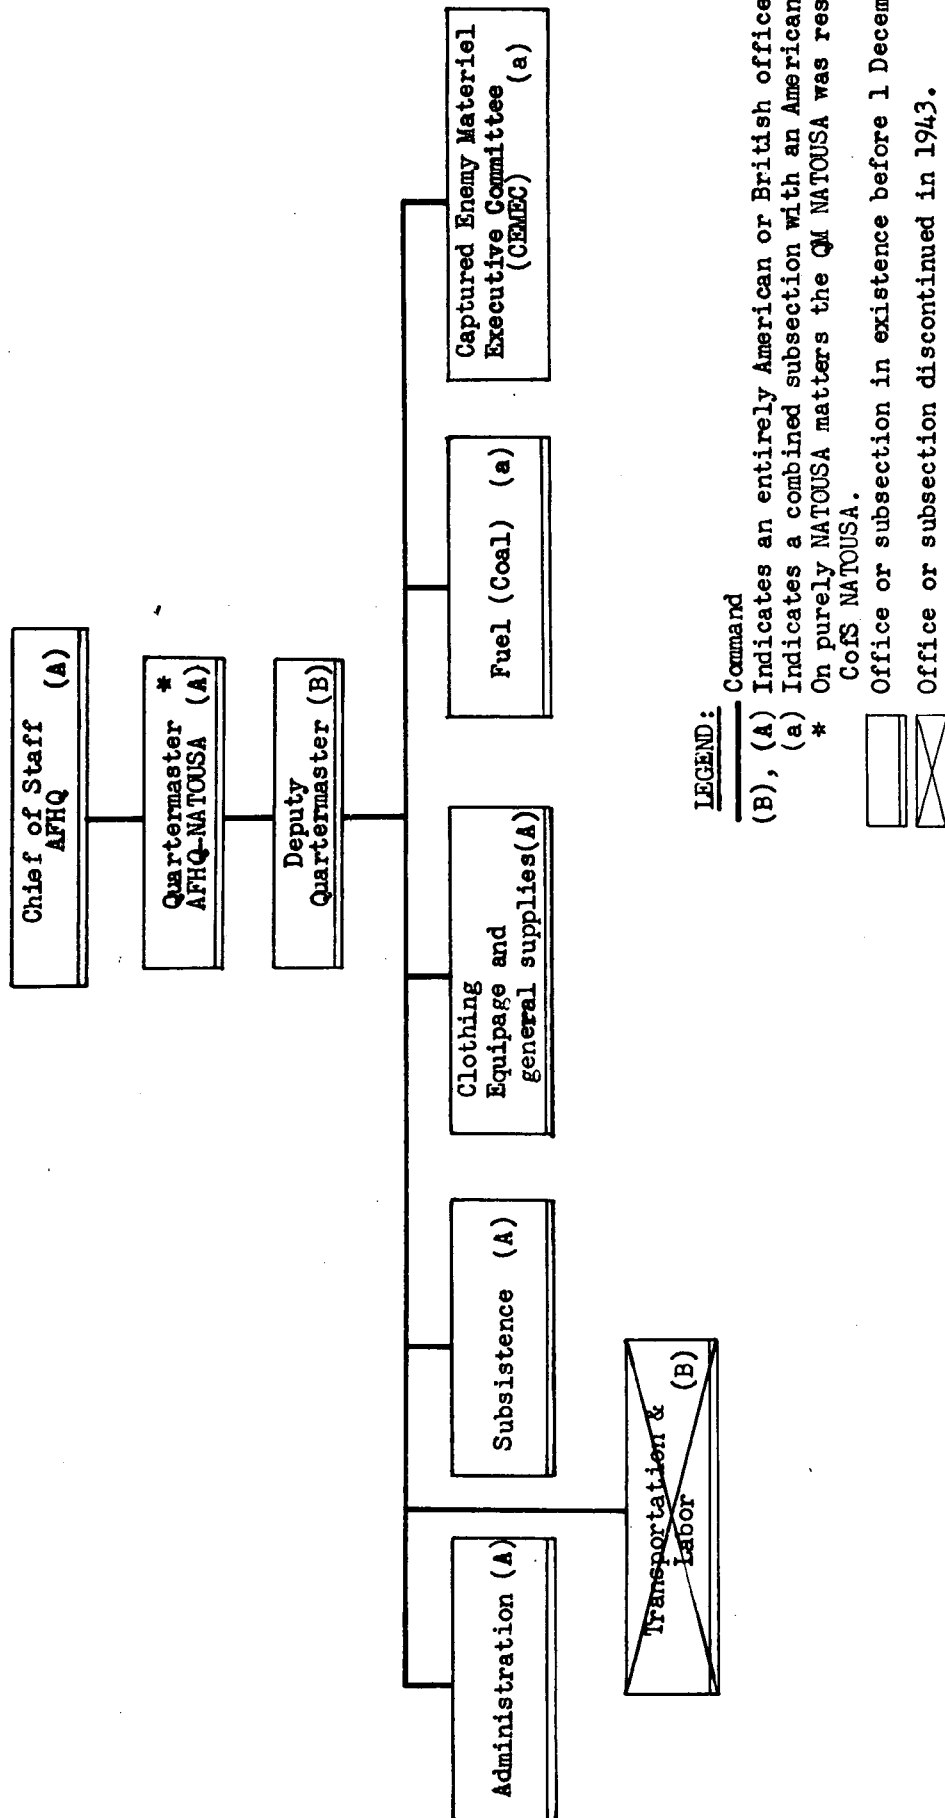 Chief of Staff
AFHQ (A)
Quartermaster *
AFHQ-NATOUSA (A)
Deputy
Quartermaster (B)
Administration (A)
Subsistence (A)
Clothing
Equipage and
general supplies(A)
Fuel (Coal) (a)
Captured Enemy Materiel
Executive Committee
(CEMEC) (a)
Transportation &
Labor (B)
LEGEND:
Command
(B), (A) Indicates an entirely American or British office
(a) Indicates a combined subsection with an American
* On purely NATOUSA matters the QM NATOUSA was res
CofS NATOUSA.
Office or subsection in existence before 1 Decem
Office or subsection discontinued in 1943.